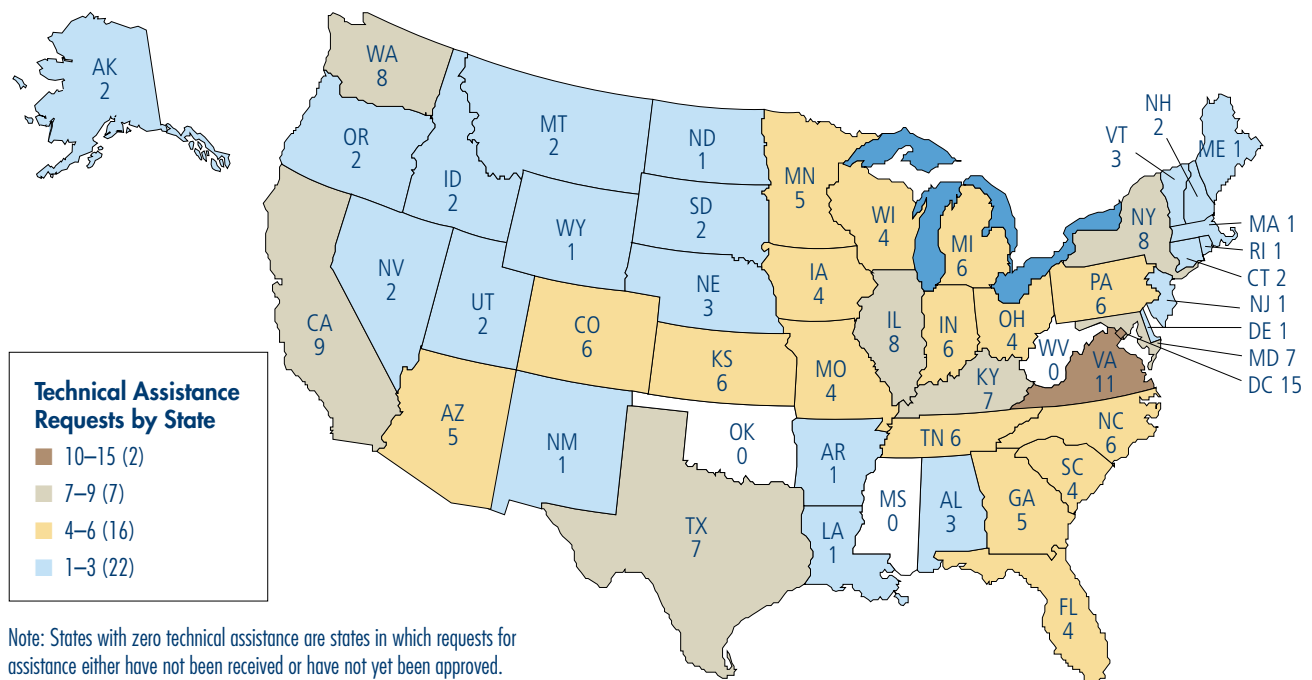 AK
2
WA
8
OR
2
ID
2
MT
2
ND
1
SD
2
WY
1
NE
3
NV
2
UT
2
CO
6
KS
6
CA
9
AZ
5
NM
1
OK
0
TX
7
MN
5
IA
4
MO
4
AR
1
LA
1
WI
4
IL
8
MI
6
IN
6
OH
4
KY
7
TN 6
MS
0
AL
3
GA
5
FL
4
SC
4
NC
6
VA
11
WV
0
PA
6
NY
8
VT
3
NH
2
ME 1
MA 1
RI 1
CT 2
NJ 1
DE 1
MD 7
DC 15
Technical Assistance
Requests by State
10–15 (2)
7–9 (7)
4–6 (16)
1–3 (22)
Note: States with zero technical assistance are states in which requests for
assistance either have not been received or have not yet been approved.